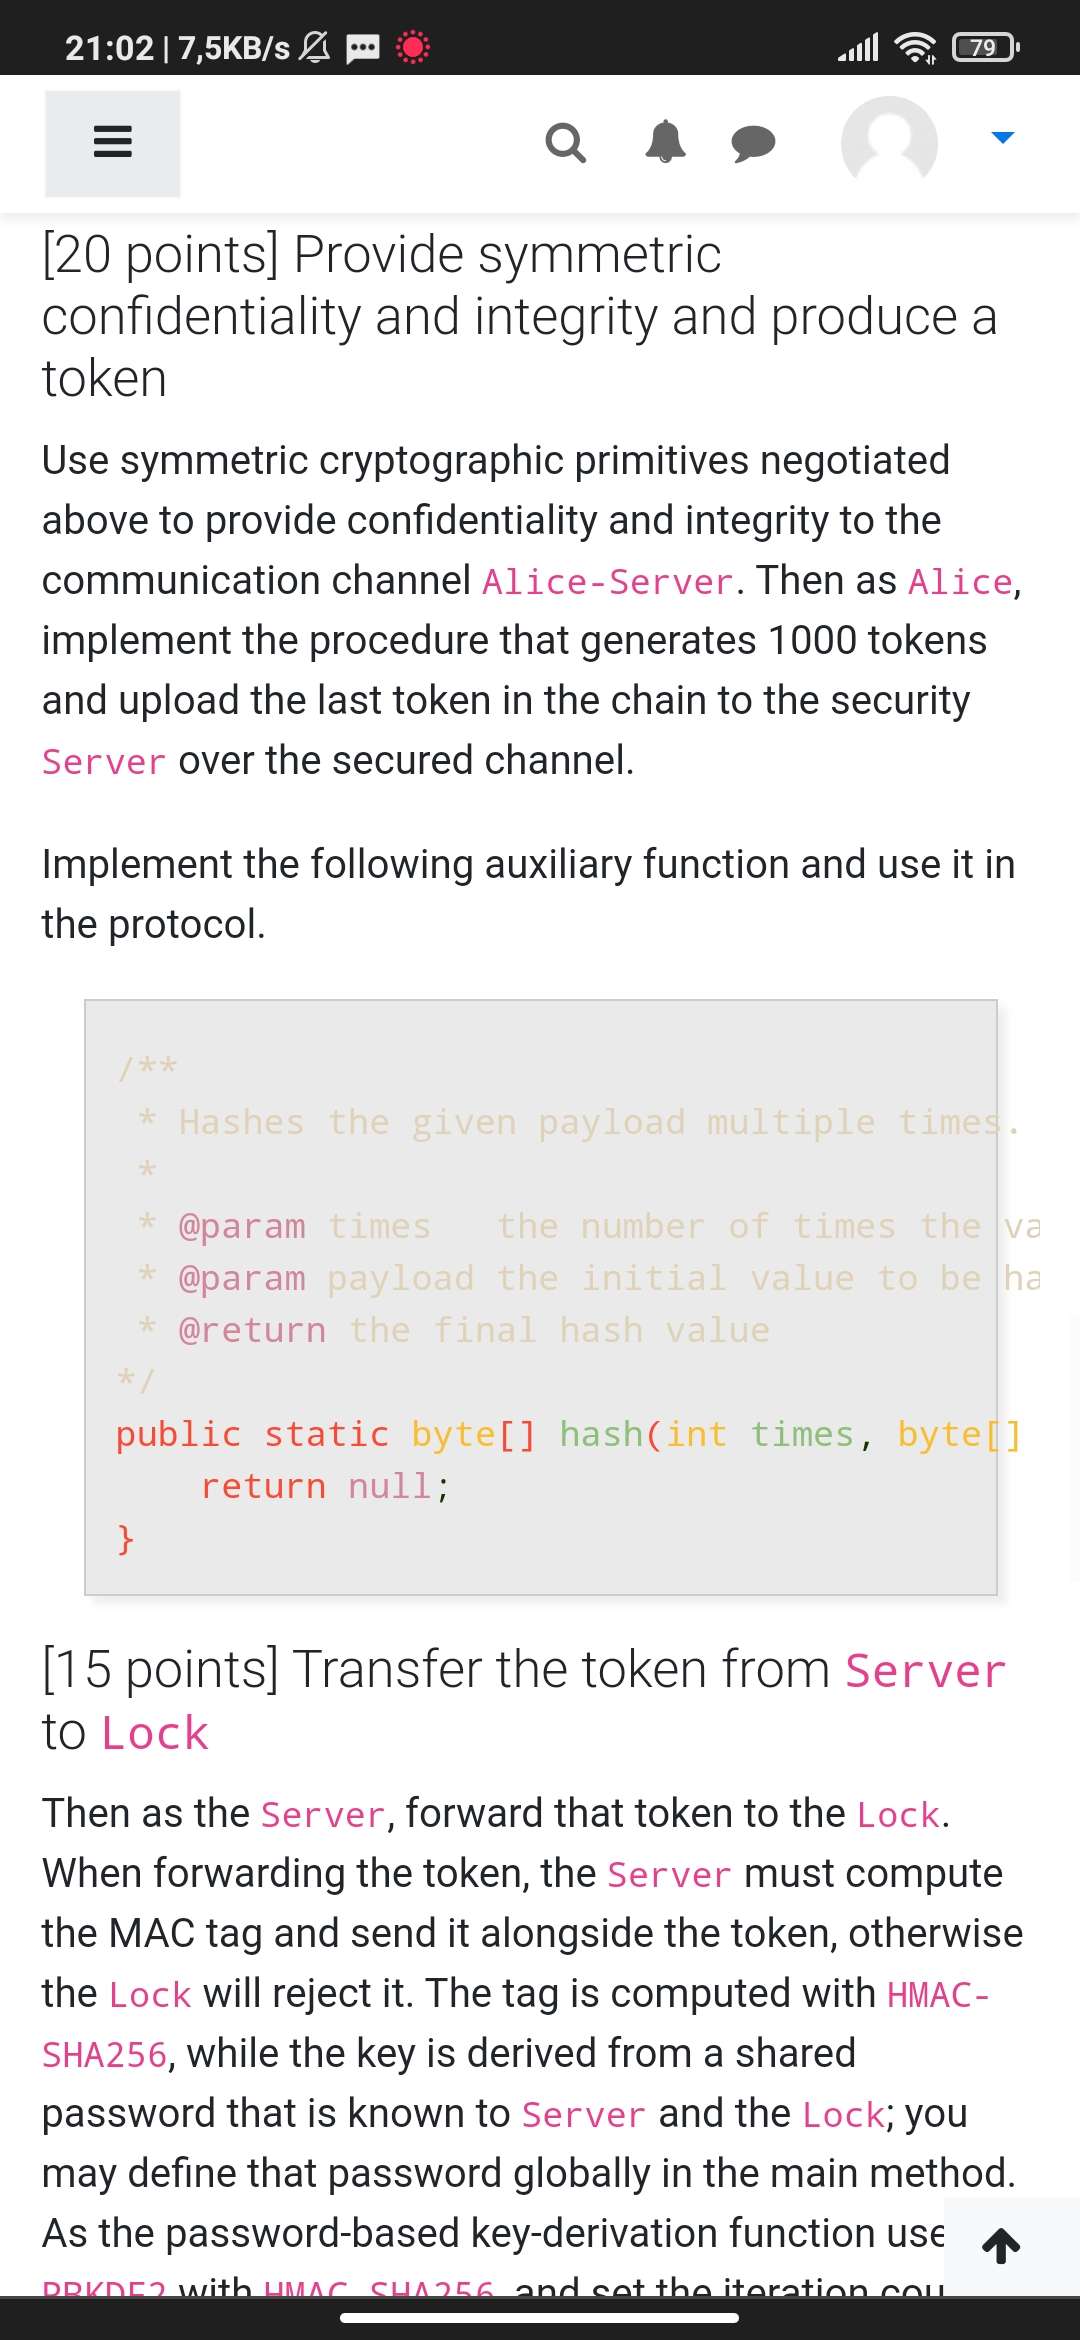 21:02 | 7,5KB/s
79
[20 points] Provide symmetric
confidentiality and integrity and produce a
token
Use symmetric cryptographic primitives negotiated
above to provide confidentiality and integrity to the
communication channel Alice-Server. Then as Alice,
implement the procedure that generates 1000 tokens
and upload the last token in the chain to the security
Server over the secured channel.
Implement the following auxiliary function and use it in
the protocol.
/**
* Hashes the given payload multiple times.
*
* @param times   the number of times the va
* @param payload the initial value to be ha
* @return the final hash value
*/
public static byte[] hash(int times, byte[]
return null;
}
[15 points] Transfer the token from Server
to Lock
Then as the Server, forward that token to the Lock.
When forwarding the token, the Server must compute
the MAC tag and send it alongside the token, otherwise
the Lock will reject it. The tag is computed with HMAC-
SHA256, while the key is derived from a shared
password that is known to Server and the Lock; you
may define that password globally in the main method.
As the password-based key-derivation function use
PBKDF2 with HMAC-SHA256 and set the iteration cou